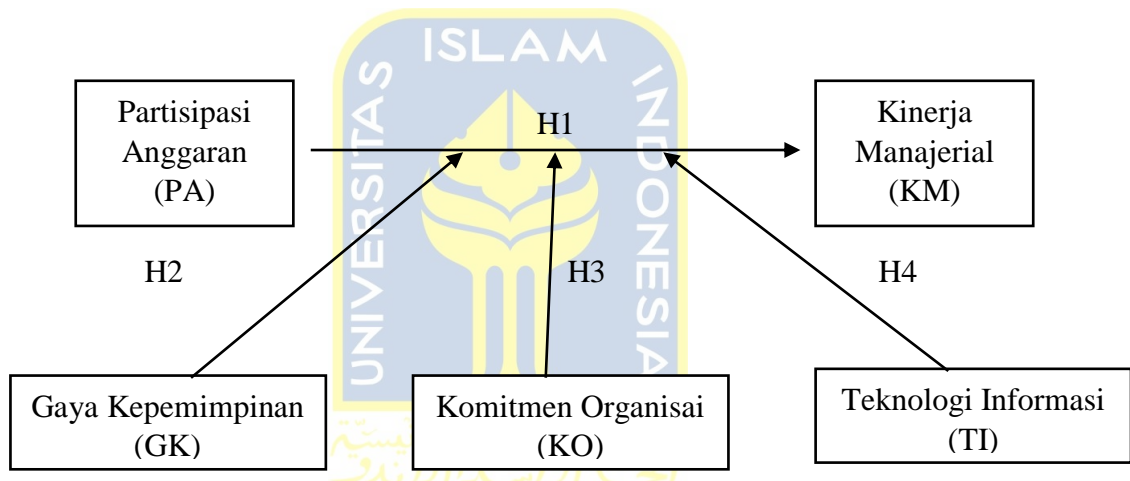 ISLAM
UNIVERSITAS
INDONESIA
Partisipasi
Anggaran
(PA)
H1
Kinerja
Manajerial
(KM)
H2
H3
H4
Gaya Kepemimpinan
(GK)
Komitmen Organisai
(KO)
Teknologi Informasi
(TI)